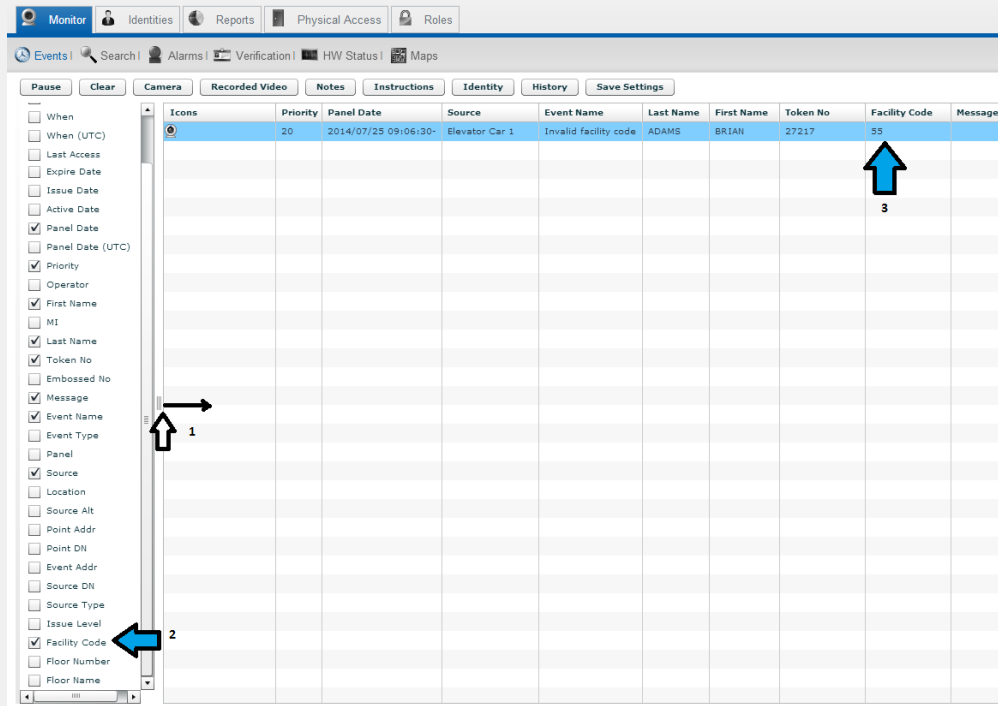 Monitor Identities Reports Physical Access Roles
Events Search Alarms Verification HW Status Maps
Pause Clear Camera Recorded Video Notes Instructions Identity History Save Settings
Icons Priority Panel Date Source Event Name Last Name First Name Token No Facility Code Message
20 2014/07/25 09:06:30- Elevator Car 1 Invalid facility code ADAMS BRIAN 27217 55
3
When
When (UTC)
Last Access
Expire Date
Issue Date
Active Date
Panel Date
Panel Date (UTC)
Priority
Operator
First Name
MI
Last Name
Token No
Embossed No
Message
Event Name
1
Event Type
Panel
Source
Location
Source Alt
Point Addr
Point DN
Event Addr
Source DN
Source Type
Issue Level
Facility Code
2
Floor Number
Floor Name